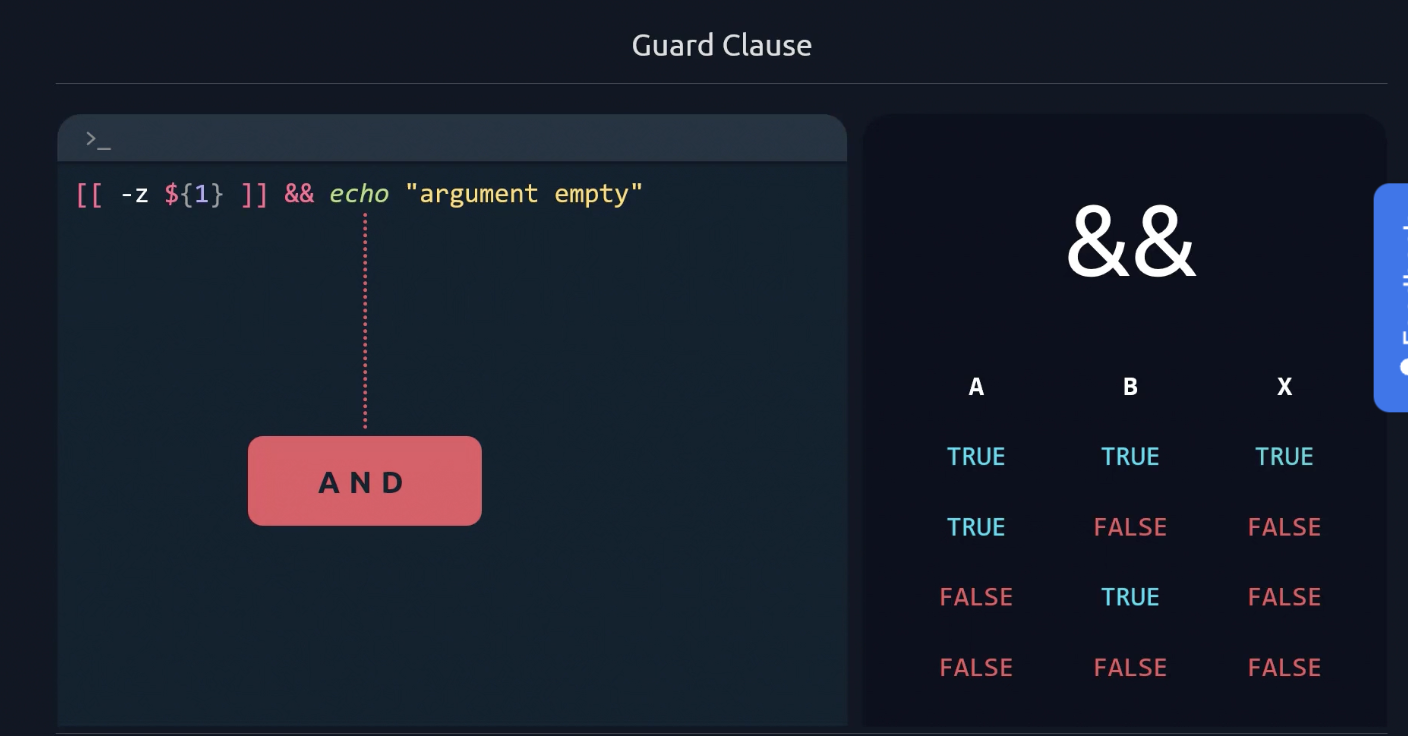 Guard Clause
>_
[[ -z ${1} ]] && echo "argument empty"
AND
&&
A B X
TRUE TRUE TRUE
TRUE FALSE FALSE
FALSE TRUE FALSE
FALSE FALSE FALSE